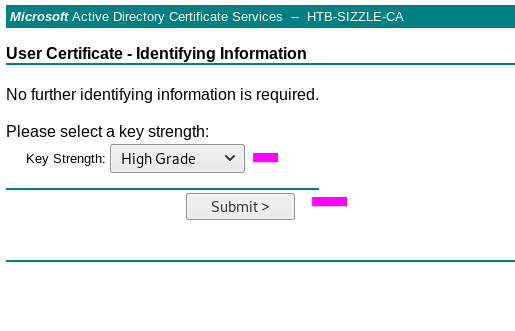 Microsoft Active Directory Certificate Services -- HTB-SIZZLE-CA
User Certificate - Identifying Information
No further identifying information is required.
Please select a key strength:
Key Strength: High Grade
Submit >